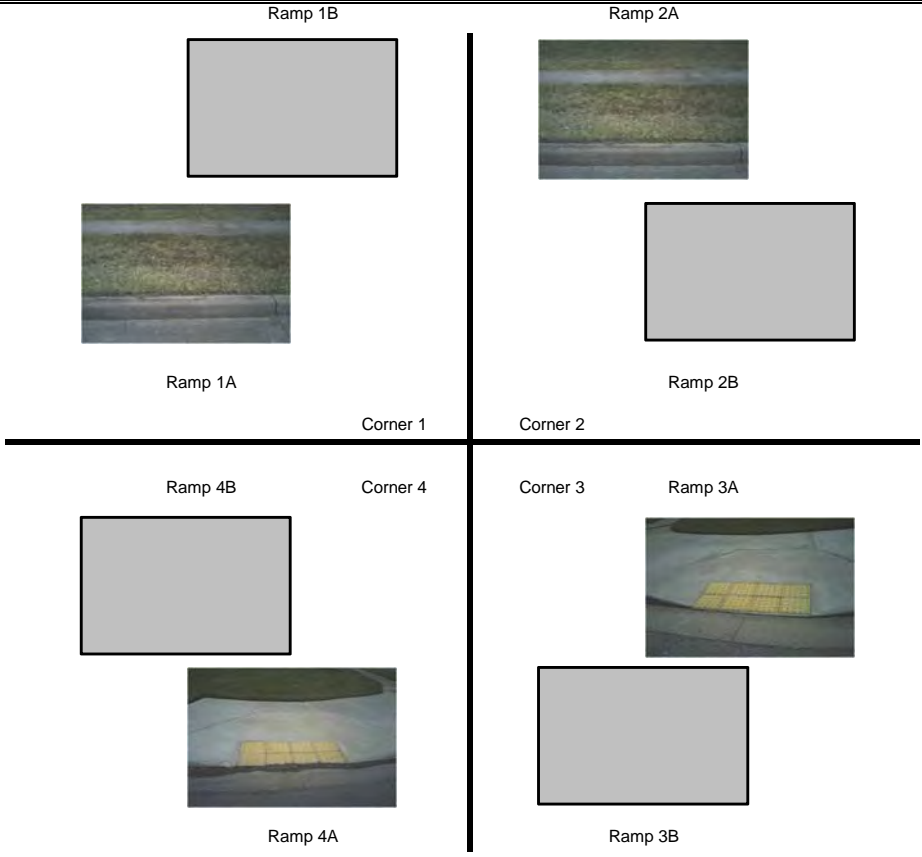 Ramp 1B
Ramp 2A
Ramp 1A
Ramp 2B
Corner 1
Corner 2
Ramp 4B
Corner 4
Corner 3
Ramp 3A
Ramp 4A
Ramp 3B